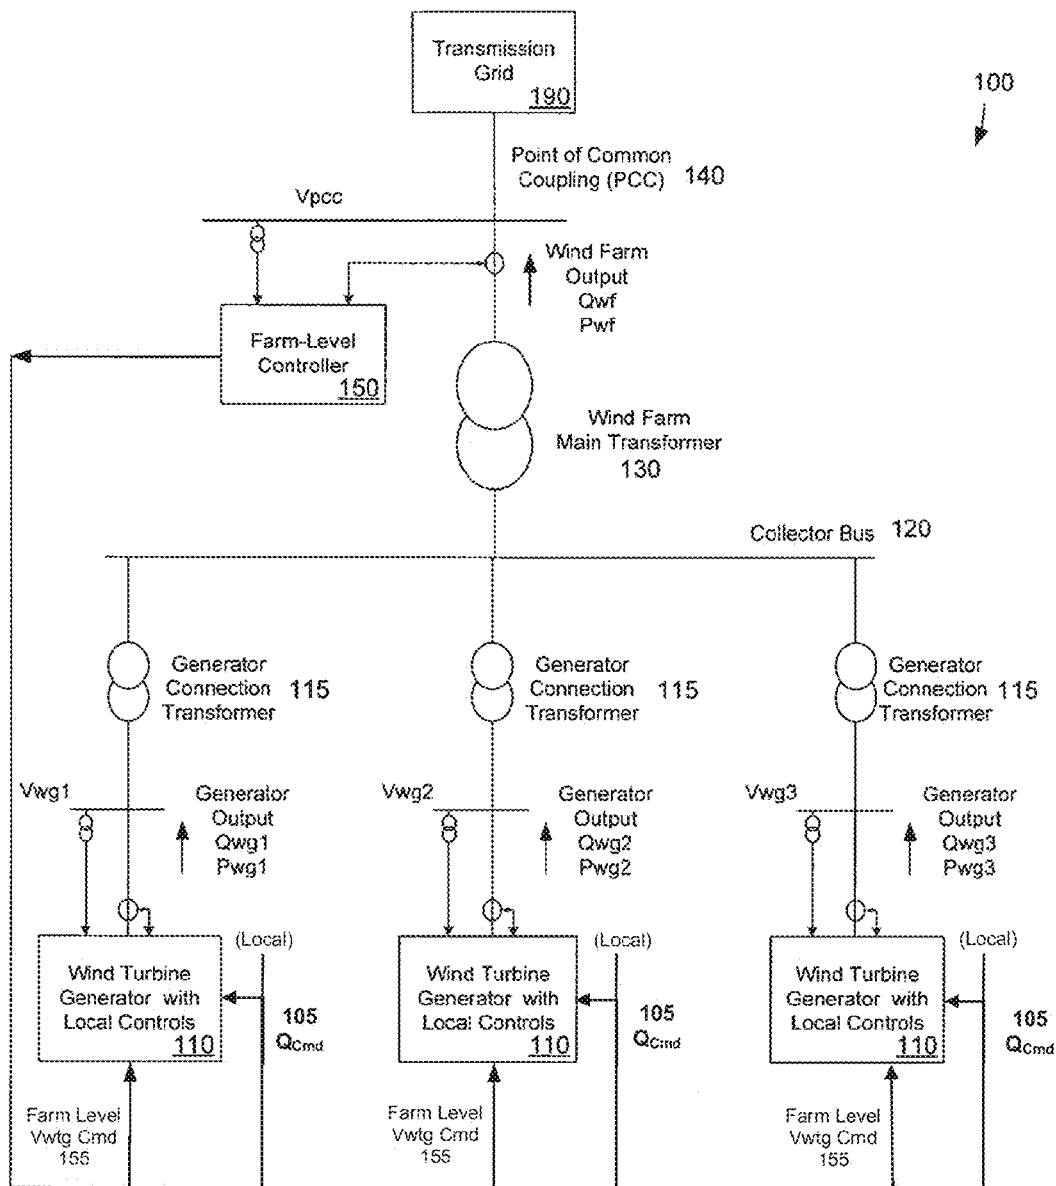 Transmission
Grid
190
100
Point of Common
Coupling (PCC)
140
Vpcc
Wind Farm
Output
Qwf
Pwf
Farm-Level
Controller
150
Wind Farm
Main Transformer
130
Collector Bus 120
Generator
Connection
Transformer
115
Generator
Connection
Transformer
115
Generator
Connection
Transformer
115
Vwg1
Generator
Output
Qwg1
Pwg1
Vwg2
Generator
Output
Qwg2
Pwg2
Vwg3
Generator
Output
Qwg3
Pwg3
(Local)
Wind Turbine
Generator with
Local Controls
110
105
QCmd
(Local)
Wind Turbine
Generator with
Local Controls
110
105
QCmd
(Local)
Wind Turbine
Generator with
Local Controls
110
105
QCmd
Farm Level
Vwtg Cmd
155
Farm Level
Vwtg Cmd
155
Farm Level
Vwtg Cmd
155